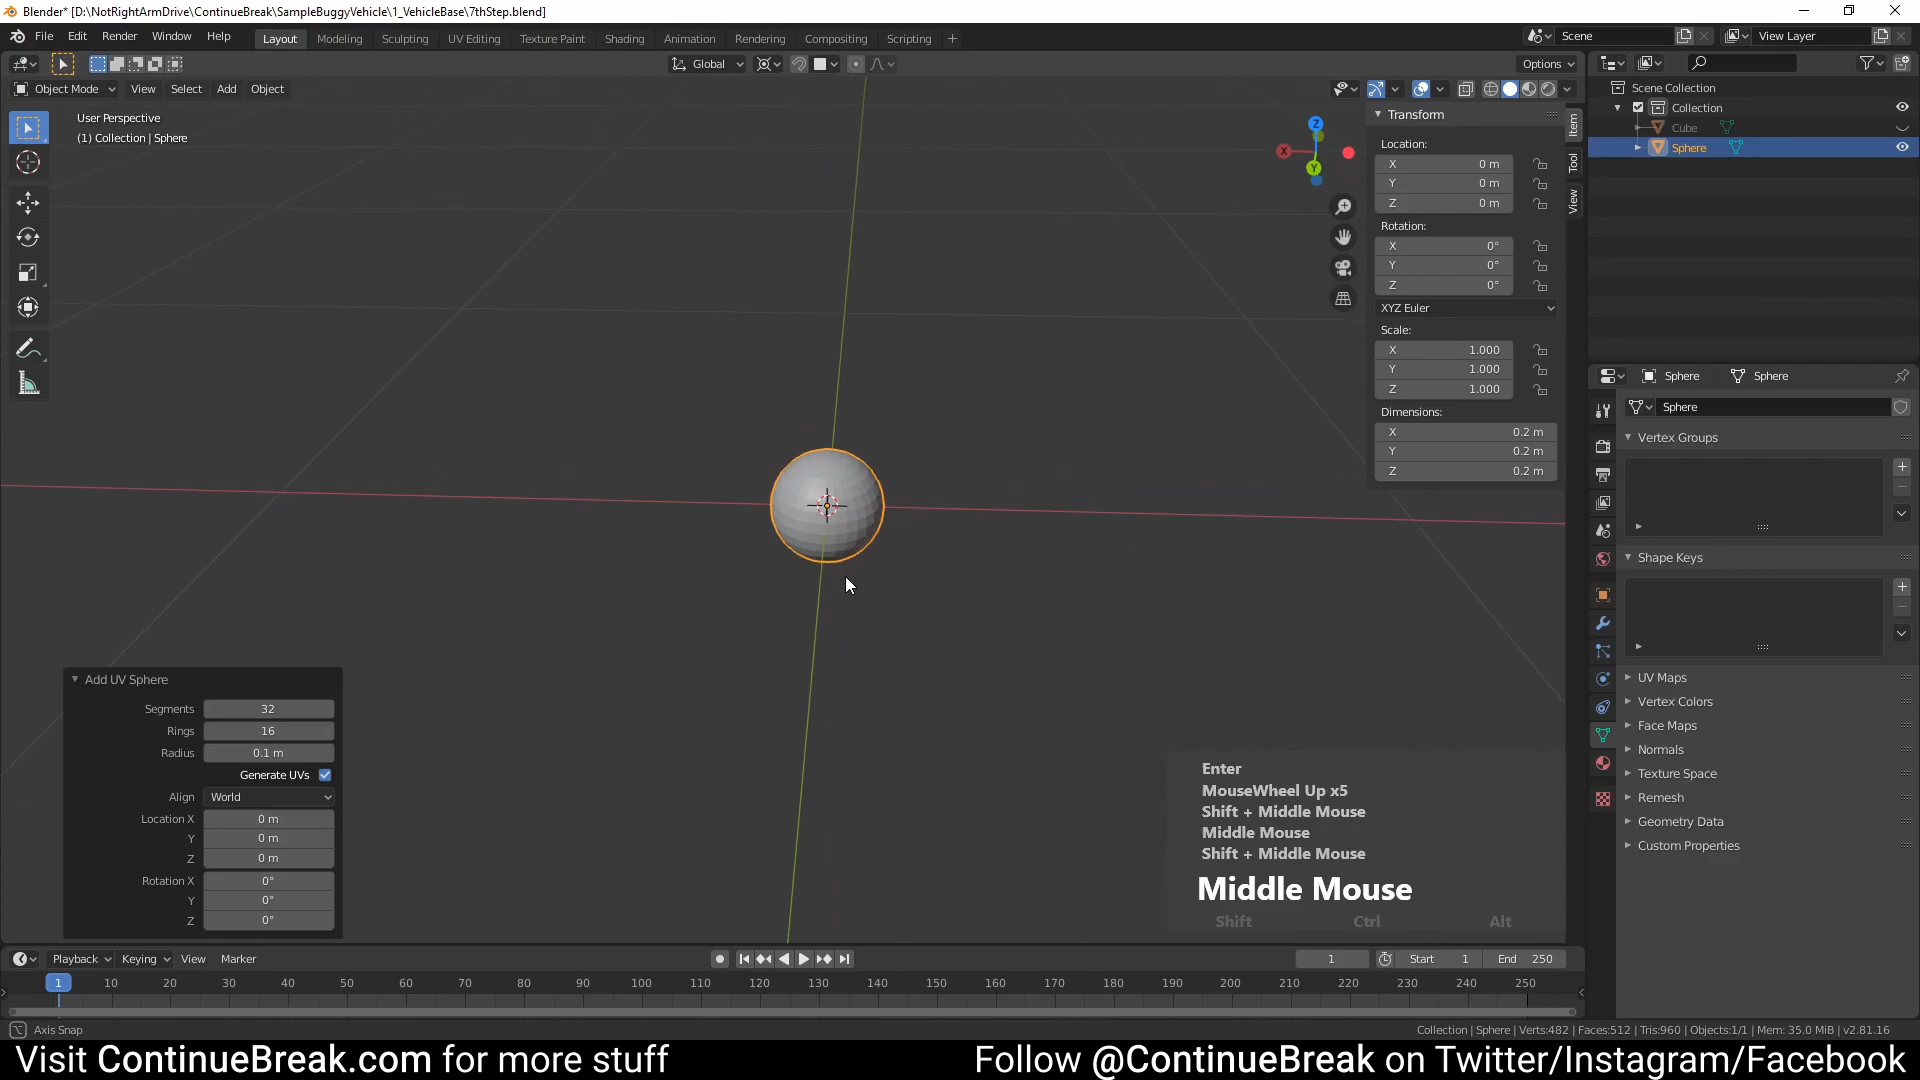 Blender* [D:\NotRightArmDrive\ContinueBreak\SampleBuggyVehicle\1_VehicleBase\7thStep.blend]
File Edit Render Window Help Layout Modeling Sculpting UV Editing Texture Paint Shading Animation Rendering Compositing Scripting + Scene View Layer
Global Options
Object Mode View Select Add Object
User Perspective
(1) Collection | Sphere
Z
X
Y
Transform
Location:
X 0 m
Y 0 m
Z 0 m
Rotation:
X 0°
Y 0°
Z 0°
XYZ Euler
Scale:
X 1.000
Y 1.000
Z 1.000
Dimensions:
X 0.2 m
Y 0.2 m
Z 0.2 m
Item
Tool
View
Scene Collection
Collection
Cube
Sphere
Sphere Sphere
Sphere
Vertex Groups
Shape Keys
UV Maps
Vertex Colors
Face Maps
Normals
Texture Space
Remesh
Geometry Data
Custom Properties
Add UV Sphere
Segments 32
Rings 16
Radius 0.1 m
Generate UVs
Align World
Location X 0 m
Y 0 m
Z 0 m
Rotation X 0°
Y 0°
Z 0°
Enter
MouseWheel Up x5
Shift + Middle Mouse
Middle Mouse
Shift + Middle Mouse
Middle Mouse
Shift Ctrl Alt
Playback Keying View Marker 1 Start 1 End 250
1 10 20 30 40 50 60 70 80 90 100 110 120 130 140 150 160 170 180 190 200 210 220 230 240 250
Axis Snap Collection | Sphere | Verts:482 | Faces:512 | Tris:960 | Objects:1/1 | Mem: 35.0 MiB | v2.81.16
Visit ContinueBreak.com for more stuff Follow @ContinueBreak on Twitter/Instagram/Facebook